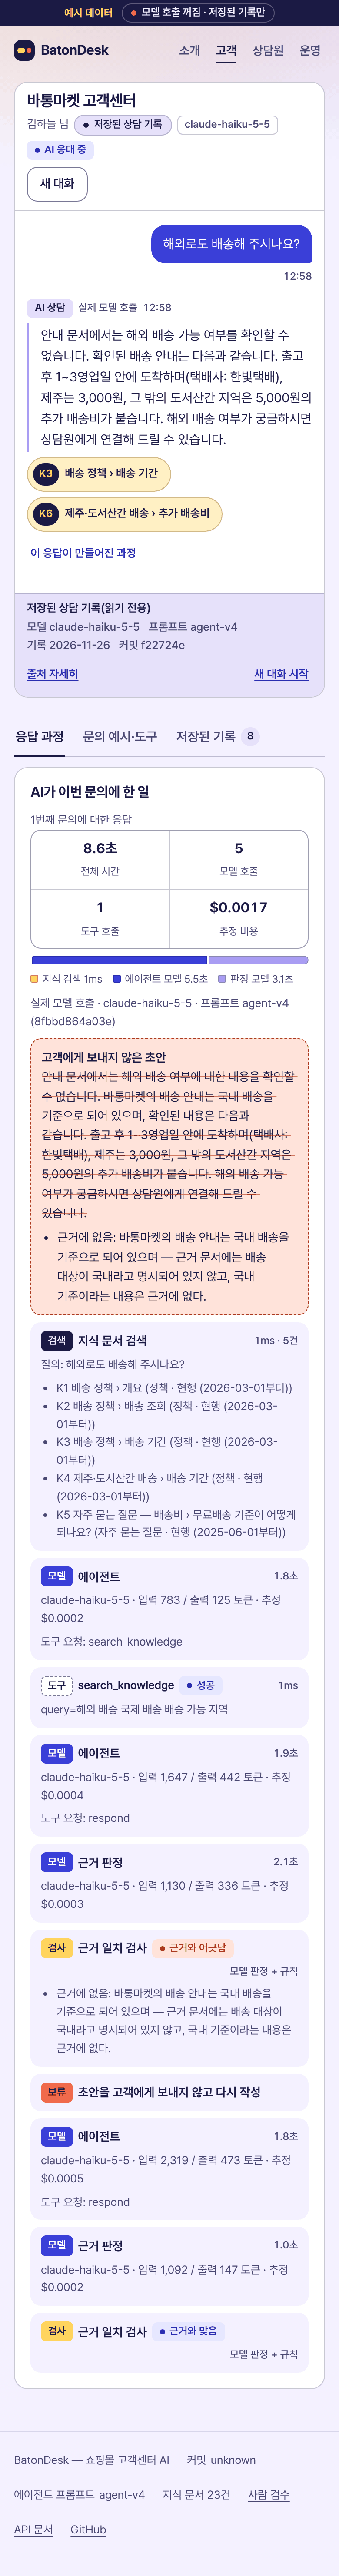 예시 데이터 모델 호출 꺼짐 · 저장된 기록만
BatonDesk 소개 고객 상담원 운영
바통마켓 고객센터
김하늘 님 저장된 상담 기록 claude-haiku-5-5
AI 응대 중
새 대화
해외로도 배송해 주시나요?
12:58
AI 상담 실제 모델 호출 12:58
안내 문서에서는 해외 배송 가능 여부를 확인할 수
없습니다. 확인된 배송 안내는 다음과 같습니다. 출고
후 1~3영업일 안에 도착하며(택배사: 한빛택배),
제주는 3,000원, 그 밖의 도서산간 지역은 5,000원의
추가 배송비가 붙습니다. 해외 배송 여부가 궁금하시면
상담원에게 연결해 드릴 수 있습니다.
K3 배송 정책 › 배송 기간
K6 제주·도서산간 배송 › 추가 배송비
이 응답이 만들어진 과정
저장된 상담 기록(읽기 전용)
모델 claude-haiku-5-5 프롬프트 agent-v4
기록 2026-11-26 커밋 f22724e
출처 자세히 새 대화 시작
응답 과정 문의 예시·도구 저장된 기록 8
AI가 이번 문의에 한 일
1번째 문의에 대한 응답
8.6초 5
전체 시간 모델 호출
1 $0.0017
도구 호출 추정 비용
지식 검색 1ms 에이전트 모델 5.5초 판정 모델 3.1초
실제 모델 호출 · claude-haiku-5-5 · 프롬프트 agent-v4
(8fbbd864a03e)
고객에게 보내지 않은 초안
안내 문서에서는 해외 배송 여부에 대한 내용을 확인할
수 없습니다. 바통마켓의 배송 안내는 국내 배송을
기준으로 되어 있으며, 확인된 내용은 다음과
같습니다. 출고 후 1~3영업일 안에 도착하며(택배사:
한빛택배), 제주는 3,000원, 그 밖의 도서산간 지역은
5,000원의 추가 배송비가 붙습니다. 해외 배송 가능
여부가 궁금하시면 상담원에게 연결해 드릴 수
있습니다.
• 근거에 없음: 바통마켓의 배송 안내는 국내 배송을
기준으로 되어 있으며 — 근거 문서에는 배송
대상이 국내라고 명시되어 있지 않고, 국내
기준이라는 내용은 근거에 없다.
검색 지식 문서 검색 1ms · 5건
질의: 해외로도 배송해 주시나요?
• K1 배송 정책 › 개요 (정책 · 현행 (2026-03-01부터))
• K2 배송 정책 › 배송 조회 (정책 · 현행 (2026-03-
01부터))
• K3 배송 정책 › 배송 기간 (정책 · 현행 (2026-03-
01부터))
• K4 제주·도서산간 배송 › 배송 기간 (정책 · 현행
(2026-03-01부터))
• K5 자주 묻는 질문 — 배송비 › 무료배송 기준이 어떻게
되나요? (자주 묻는 질문 · 현행 (2025-06-01부터))
모델 에이전트 1.8초
claude-haiku-5-5 · 입력 783 / 출력 125 토큰 · 추정
$0.0002
도구 요청: search_knowledge
도구 search_knowledge 성공 1ms
query=해외 배송 국제 배송 배송 가능 지역
모델 에이전트 1.9초
claude-haiku-5-5 · 입력 1,647 / 출력 442 토큰 · 추정
$0.0004
도구 요청: respond
모델 근거 판정 2.1초
claude-haiku-5-5 · 입력 1,130 / 출력 336 토큰 · 추정
$0.0003
검사 근거 일치 검사 근거와 어긋남
모델 판정 + 규칙
• 근거에 없음: 바통마켓의 배송 안내는 국내 배송을
기준으로 되어 있으며 — 근거 문서에는 배송 대상이
국내라고 명시되어 있지 않고, 국내 기준이라는 내용은
근거에 없다.
보류 초안을 고객에게 보내지 않고 다시 작성
모델 에이전트 1.8초
claude-haiku-5-5 · 입력 2,319 / 출력 473 토큰 · 추정
$0.0005
도구 요청: respond
모델 근거 판정 1.0초
claude-haiku-5-5 · 입력 1,092 / 출력 147 토큰 · 추정
$0.0002
검사 근거 일치 검사 근거와 맞음
모델 판정 + 규칙
BatonDesk — 쇼핑몰 고객센터 AI 커밋 unknown
에이전트 프롬프트 agent-v4 지식 문서 23건 사람 검수
API 문서 GitHub